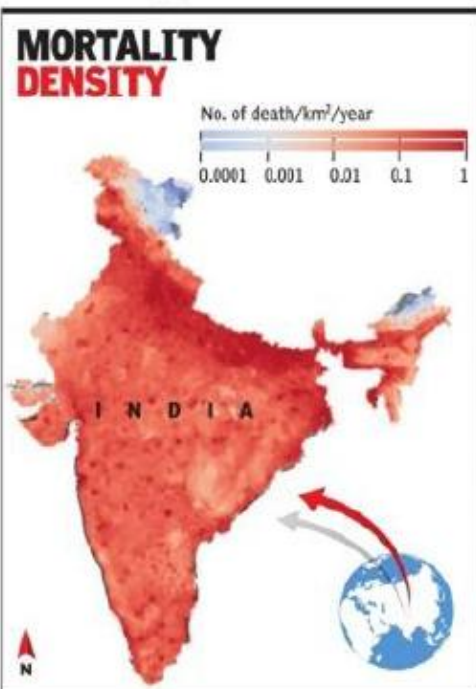 MORTALITY
DENSITY
No. of death/km²/year
0.0001 0.001 0.01 0.1 1
I N D I A
N